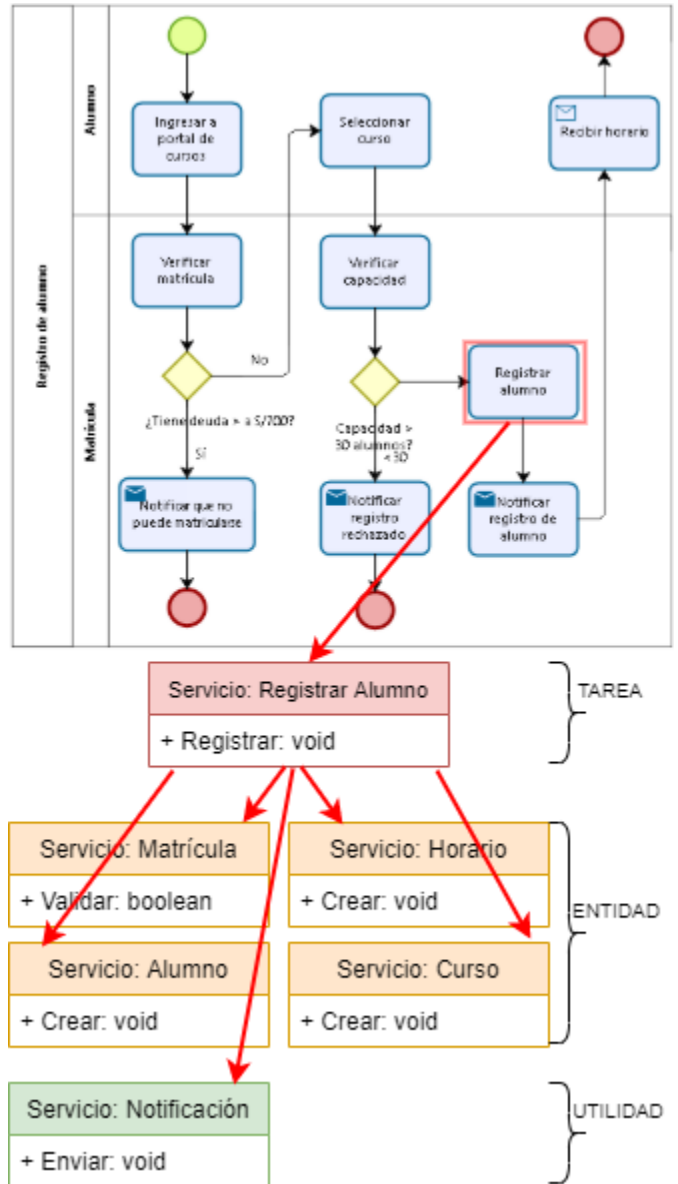 Registro de alumno
Alumno
Ingresar a
portal de
cursos
Seleccionar
curso
Recibir horario
Matrícula
Verificar
matrícula
Verificar
capacidad
No
Registrar
alumno
¿Tiene deuda > a S/200?
Capacidad >
30 alumnos?
Sí
< 30
Notificar que no
puede matricularse
Notificar
registro
rechazado
Notificar
registro de
alumno
Servicio: Registrar Alumno
+ Registrar: void
TAREA
Servicio: Matrícula
+ Validar: boolean
Servicio: Horario
+ Crear: void
ENTIDAD
Servicio: Alumno
+ Crear: void
Servicio: Curso
+ Crear: void
Servicio: Notificación
+ Enviar: void
UTILIDAD